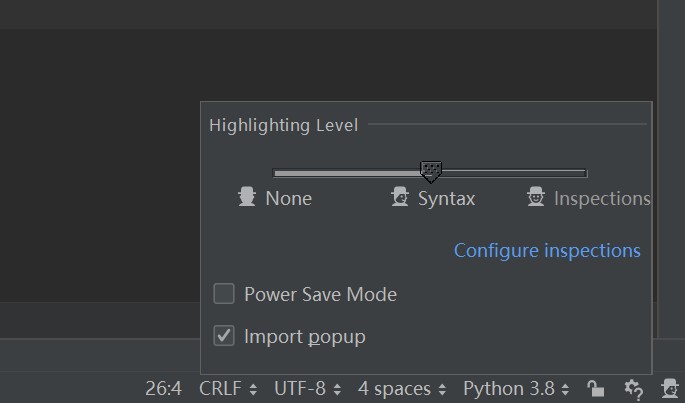 Highlighting Level
None Syntax Inspections
Configure inspections
Power Save Mode
Import popup
26:4 CRLF UTF-8 4 spaces Python 3.8